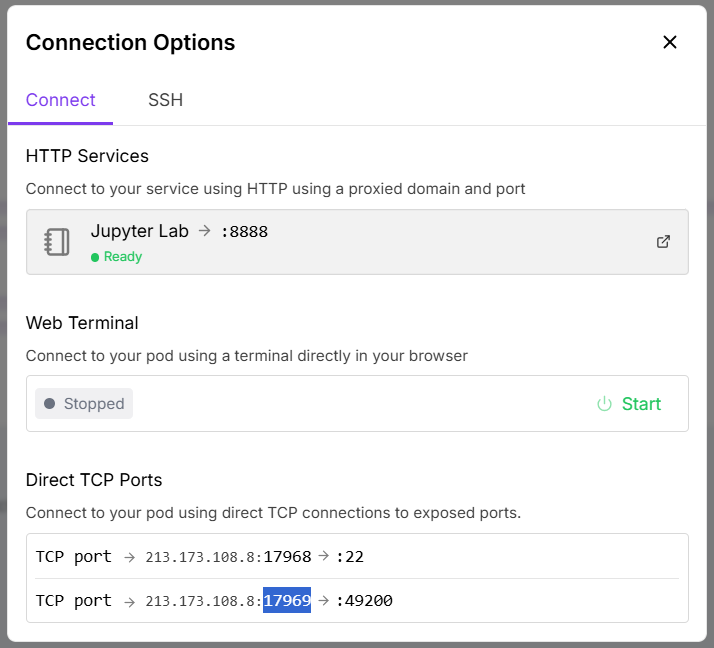 Connection Options
Connect SSH
HTTP Services
Connect to your service using HTTP using a proxied domain and port
Jupyter Lab → :8888
Ready
Web Terminal
Connect to your pod using a terminal directly in your browser
Stopped Start
Direct TCP Ports
Connect to your pod using direct TCP connections to exposed ports.
TCP port → 213.173.108.8:17968 → :22
TCP port → 213.173.108.8:17969 → :49200